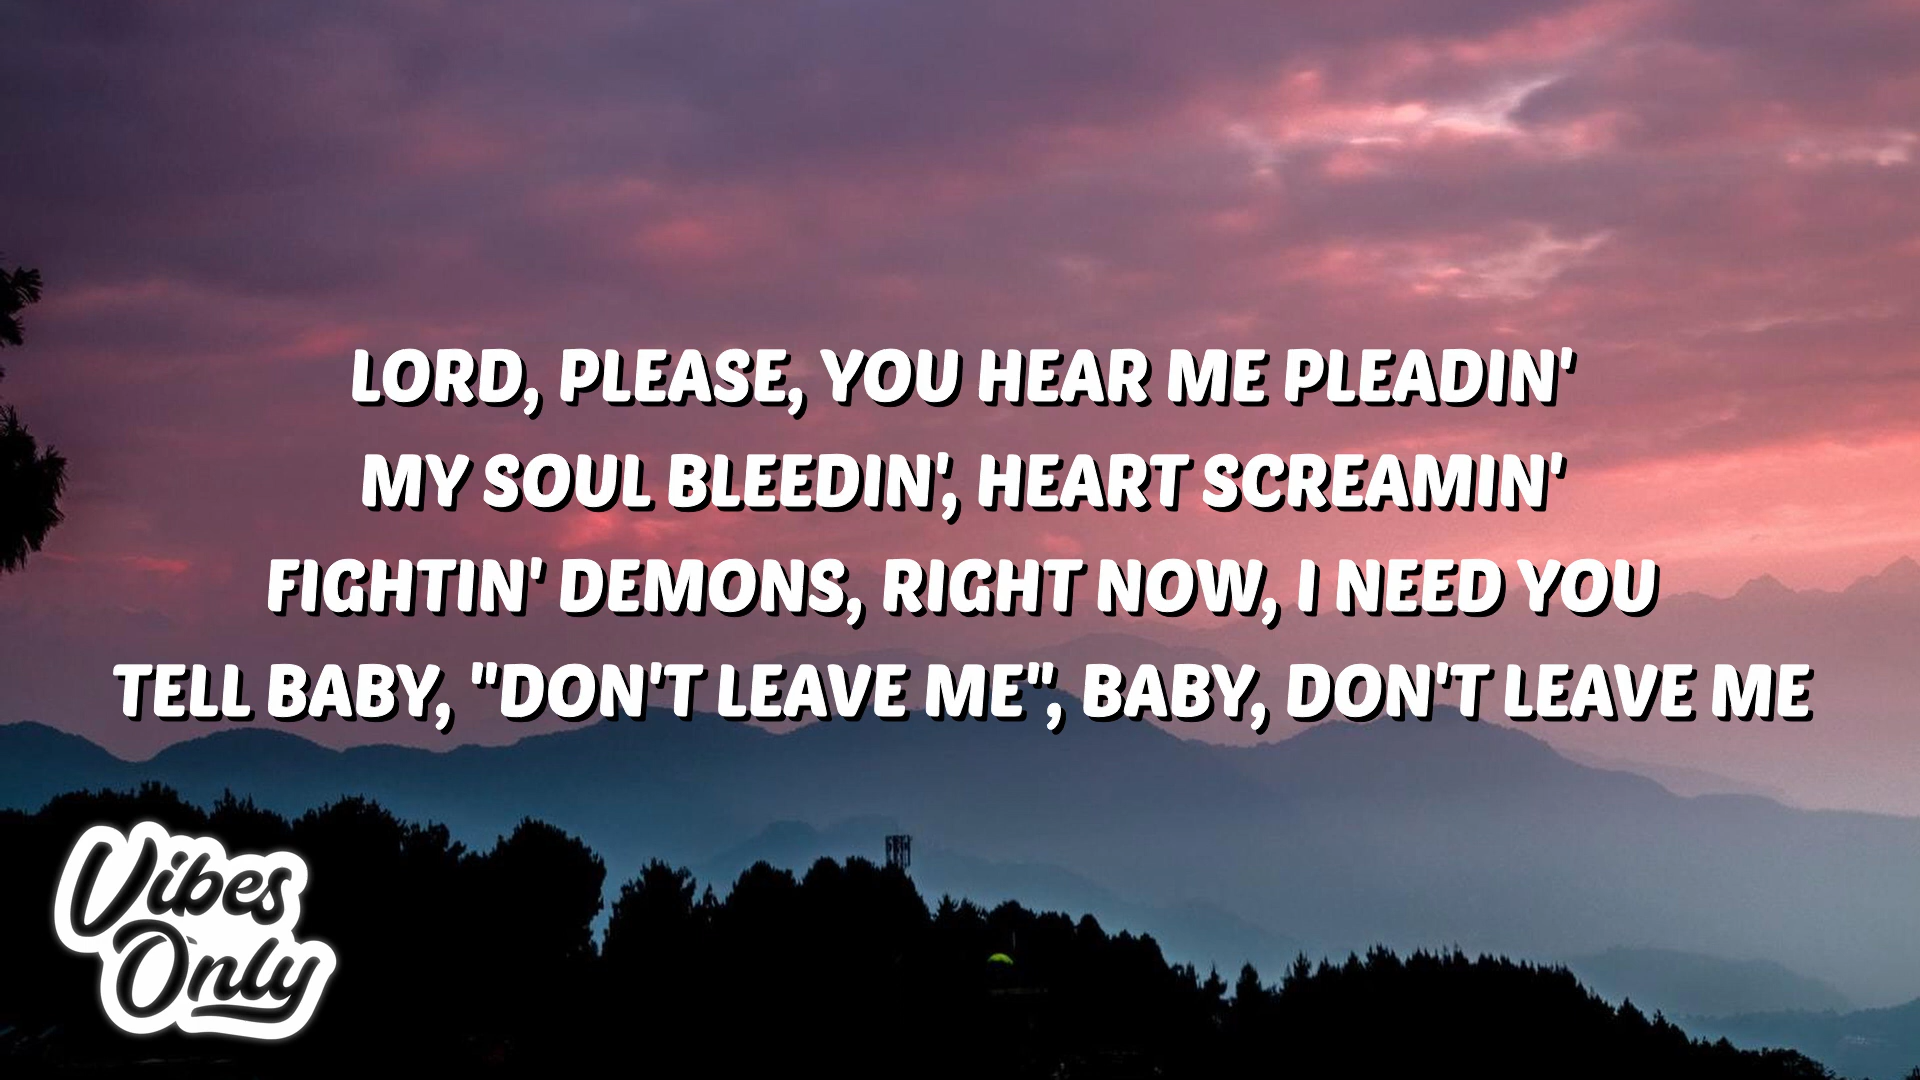 LORD, PLEASE, YOU HEAR ME PLEADIN'
MY SOUL BLEEDIN', HEART SCREAMIN'
FIGHTIN' DEMONS, RIGHT NOW, I NEED YOU
TELL BABY, "DON'T LEAVE ME", BABY, DON'T LEAVE ME
Vibes
Only